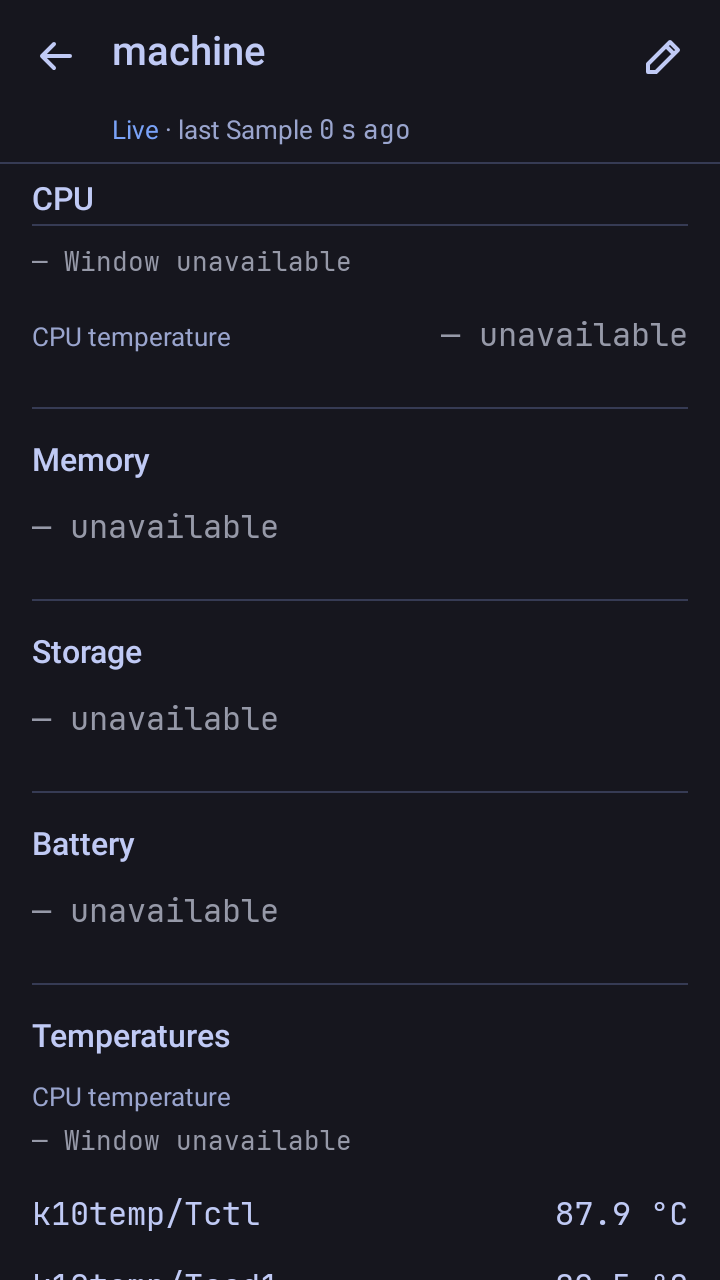 machine
Live · last Sample 0 s ago
CPU
— Window unavailable
CPU temperature — unavailable
Memory
— unavailable
Storage
— unavailable
Battery
— unavailable
Temperatures
CPU temperature
— Window unavailable
k10temp/Tctl 87.9 °C